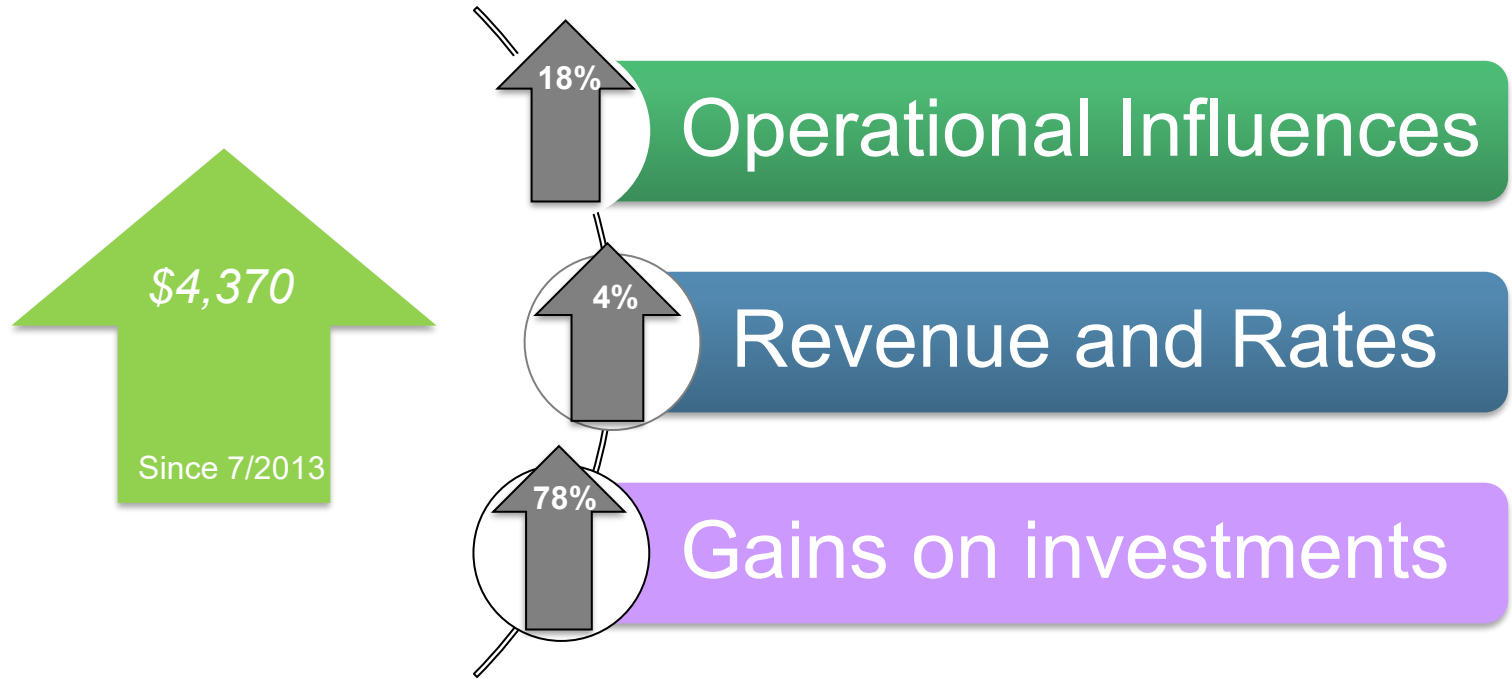 $4,370
Since 7/2013
18%
Operational Influences
4%
Revenue and Rates
78%
Gains on investments